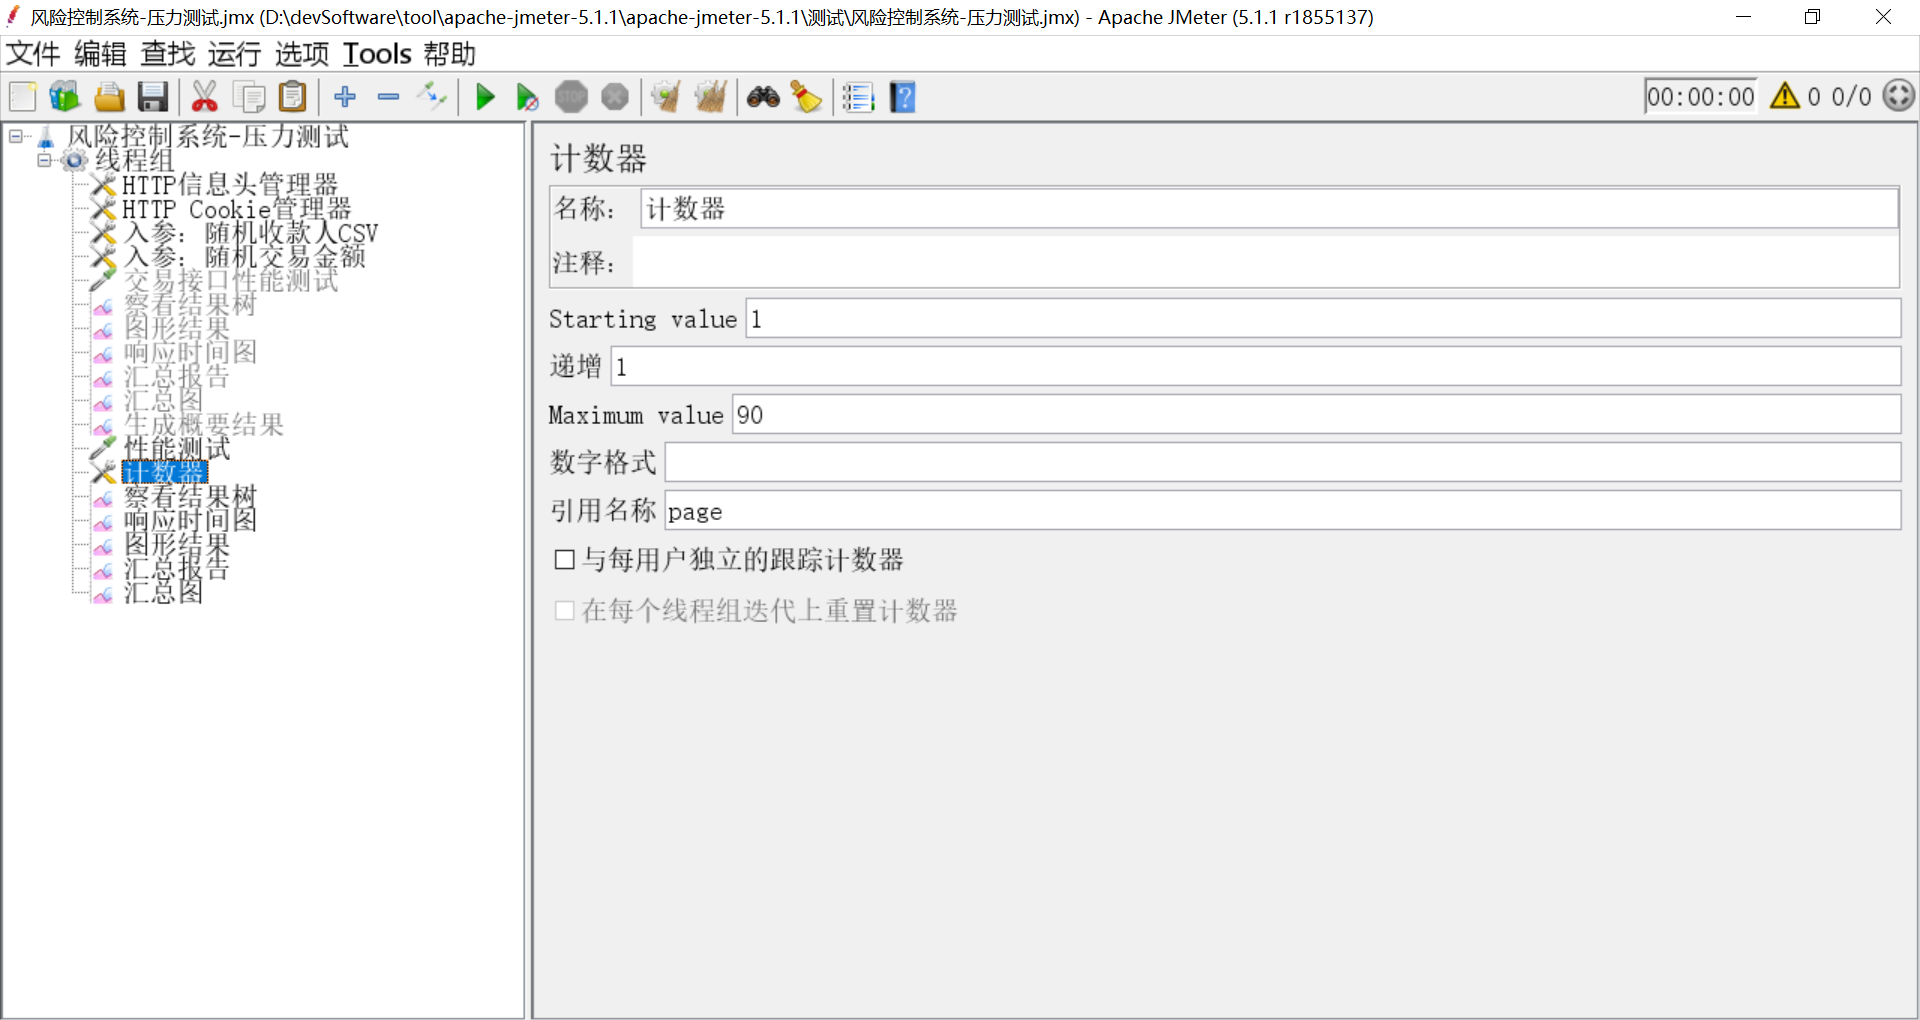 风险控制系统-压力测试.jmx (D:\devSoftware\tool\apache-jmeter-5.1.1\apache-jmeter-5.1.1\测试\风险控制系统-压力测试.jmx) - Apache JMeter (5.1.1 r1855137)
文件 编辑 查找 运行 选项 Tools 帮助
STOP
00:00:00 0 0/0
风险控制系统-压力测试
线程组
HTTP信息头管理器
HTTP Cookie管理器
入参：随机收款人CSV
入参：随机交易金额
交易接口性能测试
察看结果树
图形结果
响应时间图
汇总报告
汇总图
生成概要结果
性能测试
计数器
察看结果树
响应时间图
图形结果
汇总报告
汇总图
计数器
名称： 计数器
注释：
Starting value 1
递增 1
Maximum value 90
数字格式
引用名称 page
与每用户独立的跟踪计数器
在每个线程组迭代上重置计数器